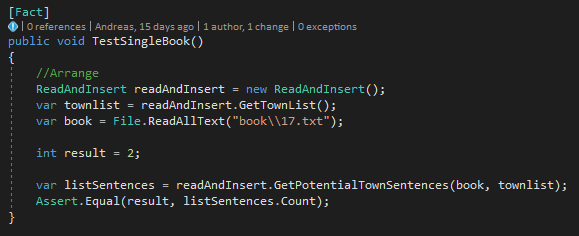 [Fact]
0 references | Andreas, 15 days ago | 1 author, 1 change | 0 exceptions
public void TestSingleBook()
{
    //Arrange
    ReadAndInsert readAndInsert = new ReadAndInsert();
    var townlist = readAndInsert.GetTownList();
    var book = File.ReadAllText("book\\17.txt");

    int result = 2;

    var listSentences = readAndInsert.GetPotentialTownSentences(book, townlist);
    Assert.Equal(result, listSentences.Count);
}